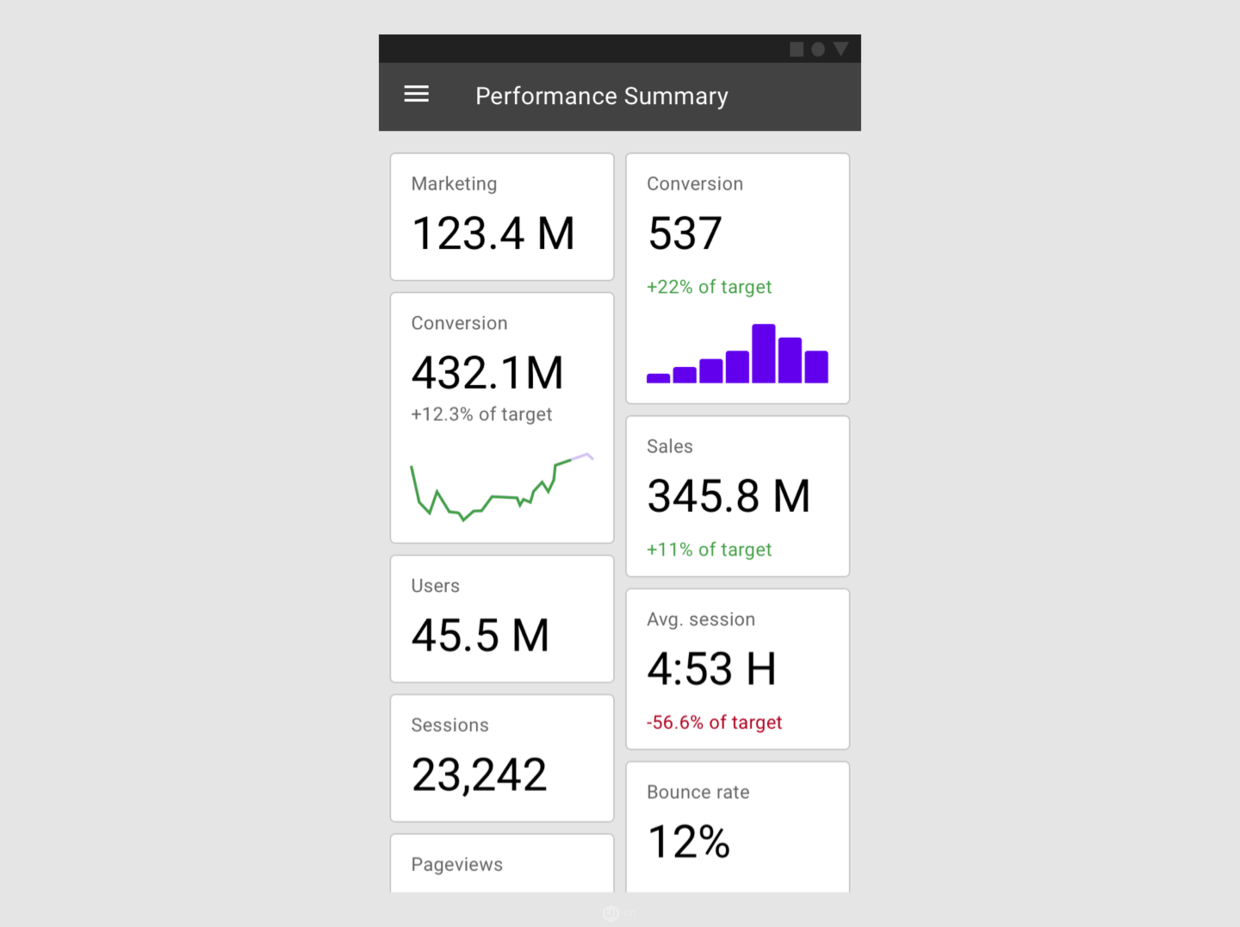 Performance Summary
Marketing
123.4 M
Conversion
432.1M
+12.3% of target
Users
45.5 M
Sessions
23,242
Pageviews
Conversion
537
+22% of target
Sales
345.8 M
+11% of target
Avg. session
4:53 H
-56.6% of target
Bounce rate
12%